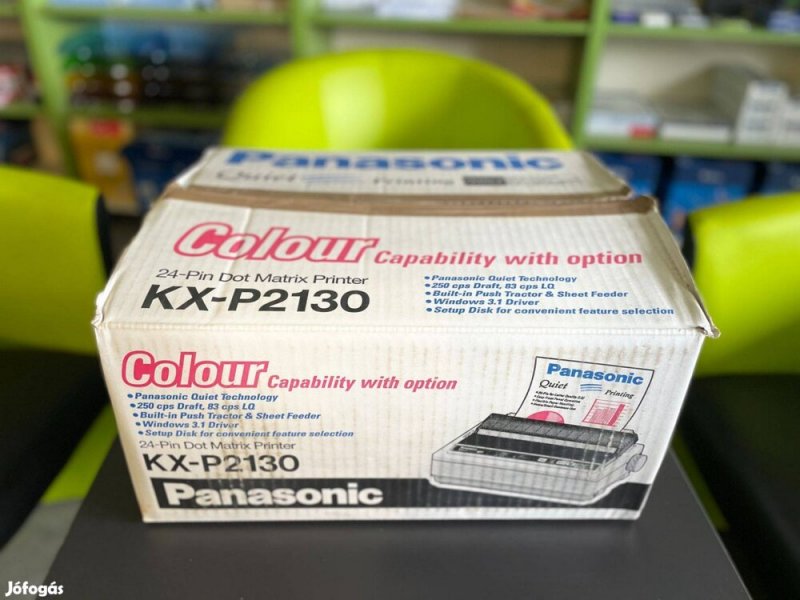 Panasonic
Quiet Printing
Colour Capability with option
24-Pin Dot Matrix Printer
KX-P2130
•Panasonic Quiet Technology
•250 cps Draft, 83 cps LQ
•Built-in Push Tractor & Sheet Feeder
•Windows 3.1 Driver
•Setup Disk for convenient feature selection
Colour Capability with option
•Panasonic Quiet Technology
•250 cps Draft, 83 cps LQ
•Built-in Push Tractor & Sheet Feeder
•Windows 3.1 Driver
•Setup Disk for convenient feature selection
24-Pin Dot Matrix Printer
KX-P2130
Panasonic
Panasonic
Quiet Printing
Jófogás